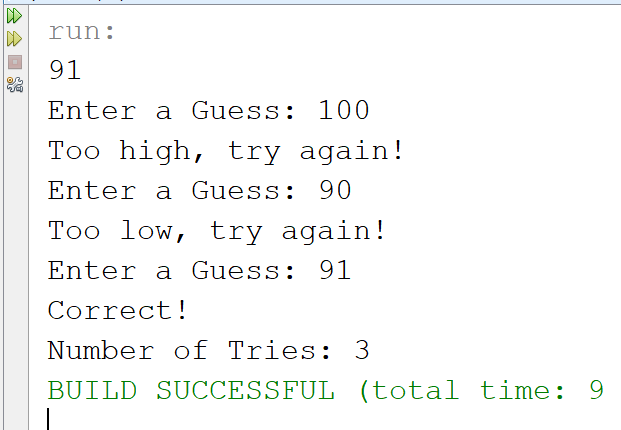 run:
91
Enter a Guess: 100
Too high, try again!
Enter a Guess: 90
Too low, try again!
Enter a Guess: 91
Correct!
Number of Tries: 3
BUILD SUCCESSFUL (total time: 9